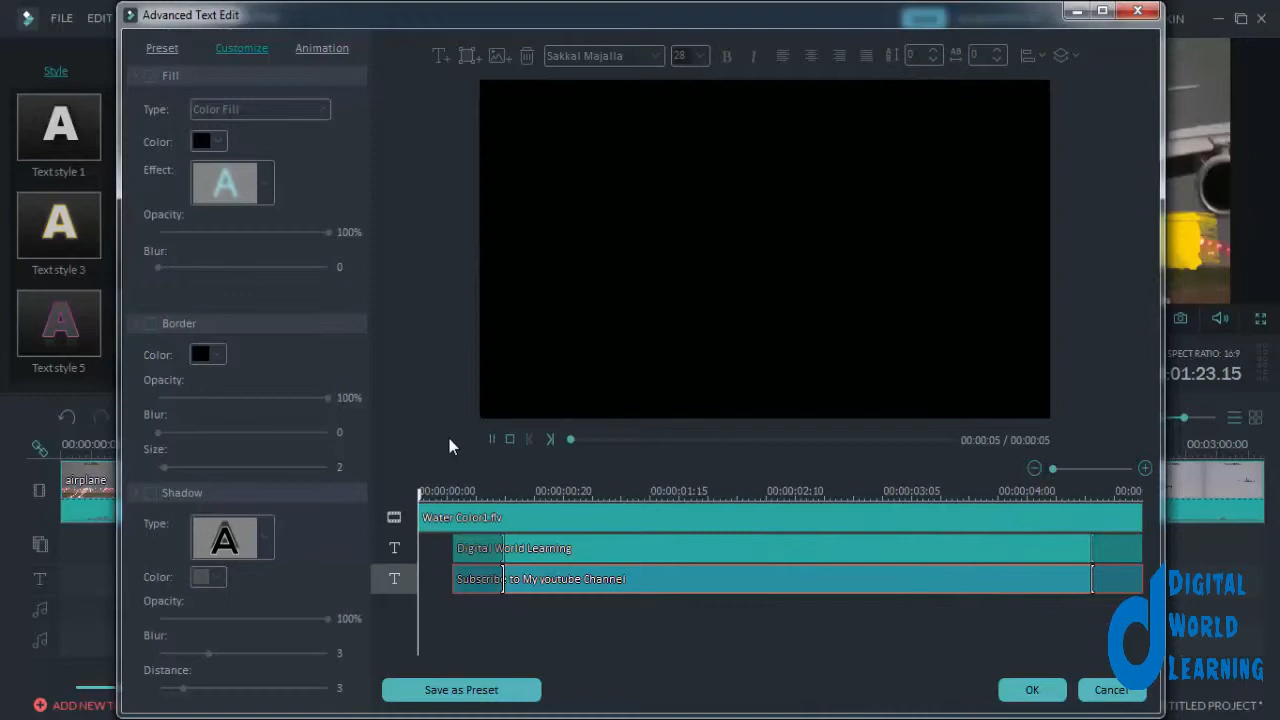 FILE
EDIT
Advanced Text Edit
Style
Preset
Customize
Animation
Sakkal Majalla
28
B
I
0
AB
0
Fill
Type:
Color Fill
Color:
Effect:
A
Opacity:
100%
Blur:
0
A
Text style 1
A
Text style 3
A
Text style 5
Border
Color:
Opacity:
100%
Blur:
0
Size:
2
Shadow
Type:
A
Color:
Opacity:
100%
Blur:
3
Distance:
3
00:00:05 / 00:00:05
00:00:00:00
00:00:00:20
00:00:01:15
00:00:02:10
00:00:03:05
00:00:04:00
00:00
Water Color1.flv
T
Digital World Learning
T
Subscribe to My youtube Channel
Save as Preset
OK
Cancel
KIN
SPECT RATIO: 16:9
01:23.15
00:00:00:0
00:03:00:00
airplane
T
ADD NEW T
TITLED PROJECT *
d
Digital
World
Learning